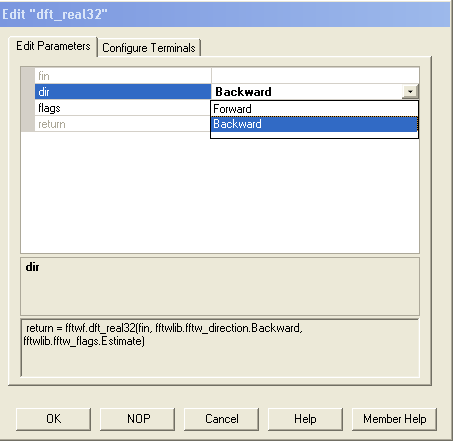 Edit "dft_real32"
Edit Parameters Configure Terminals
fin
dir Backward
flags Forward
return Backward
dir
return = fftwf.dft_real32(fin, fftwlib.fftw_direction.Backward,
fftwlib.fftw_flags.Estimate)
OK NOP Cancel Help Member Help